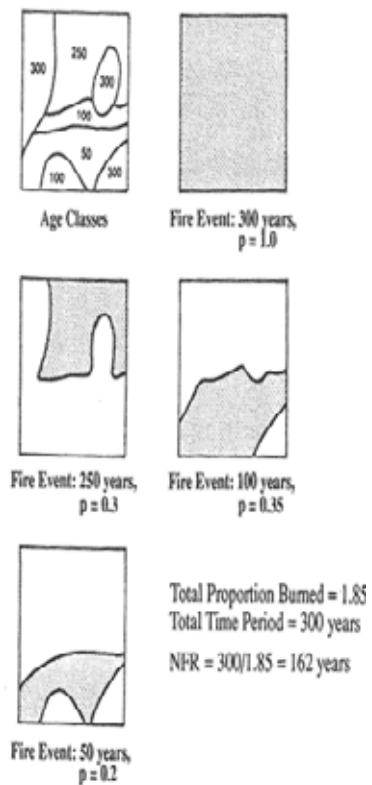 300
250
300
100
50
100
300
Age Classes
Fire Event: 300 years,
p = 1.0
Fire Event: 250 years,
p = 0.3
Fire Event: 100 years,
p = 0.35
Fire Event: 50 years,
p = 0.2
Total Proportion Burned = 1.85
Total Time Period = 300 years
NFR = 300/1.85 = 162 years